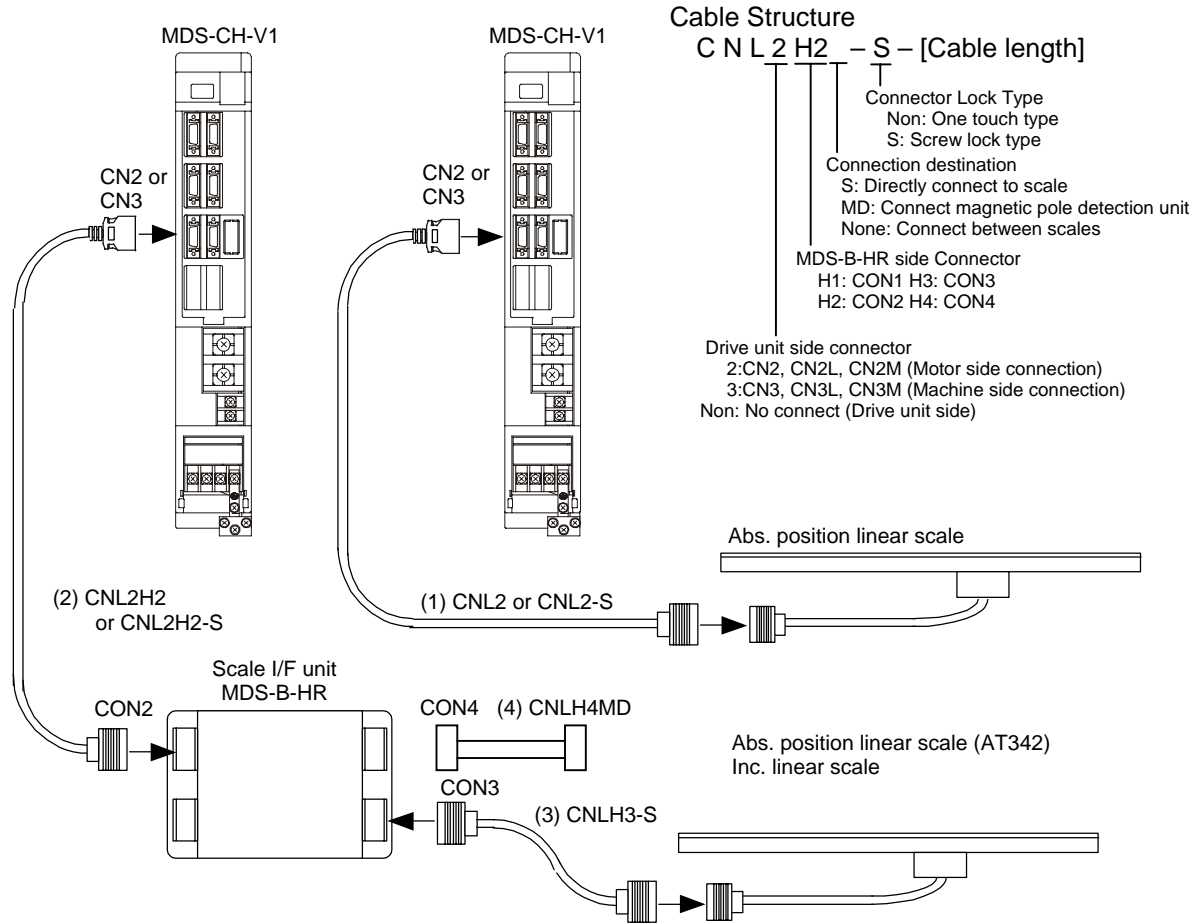 MDS-CH-V1
MDS-CH-V1
Cable Structure
C N L 2 H2 – S – [Cable length]
Connector Lock Type
Non: One touch type
S: Screw lock type
Connection destination
S: Directly connect to scale
MD: Connect magnetic pole detection unit
None: Connect between scales
MDS-B-HR side Connector
H1: CON1 H3: CON3
H2: CON2 H4: CON4
Drive unit side connector
2:CN2, CN2L, CN2M (Motor side connection)
3:CN3, CN3L, CN3M (Machine side connection)
Non: No connect (Drive unit side)
CN2 or
CN3
CN2 or
CN3
Abs. position linear scale
(2) CNL2H2
or CNL2H2-S
(1) CNL2 or CNL2-S
Scale I/F unit
MDS-B-HR
CON2
CON4 (4) CNLH4MD
Abs. position linear scale (AT342)
Inc. linear scale
CON3
(3) CNLH3-S